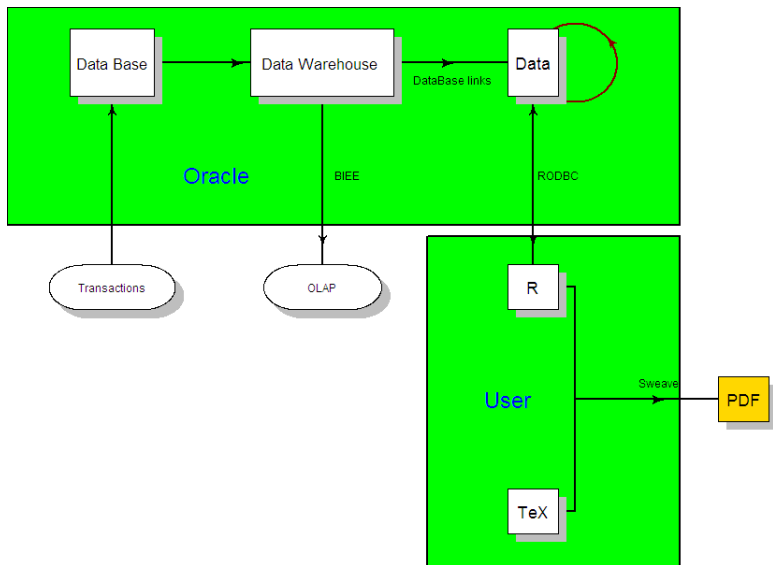 Data Base
Data Warehouse
Data
DataBase links
Oracle
BIEE
RODBC
Transactions
OLAP
R
Sweave
User
PDF
TeX